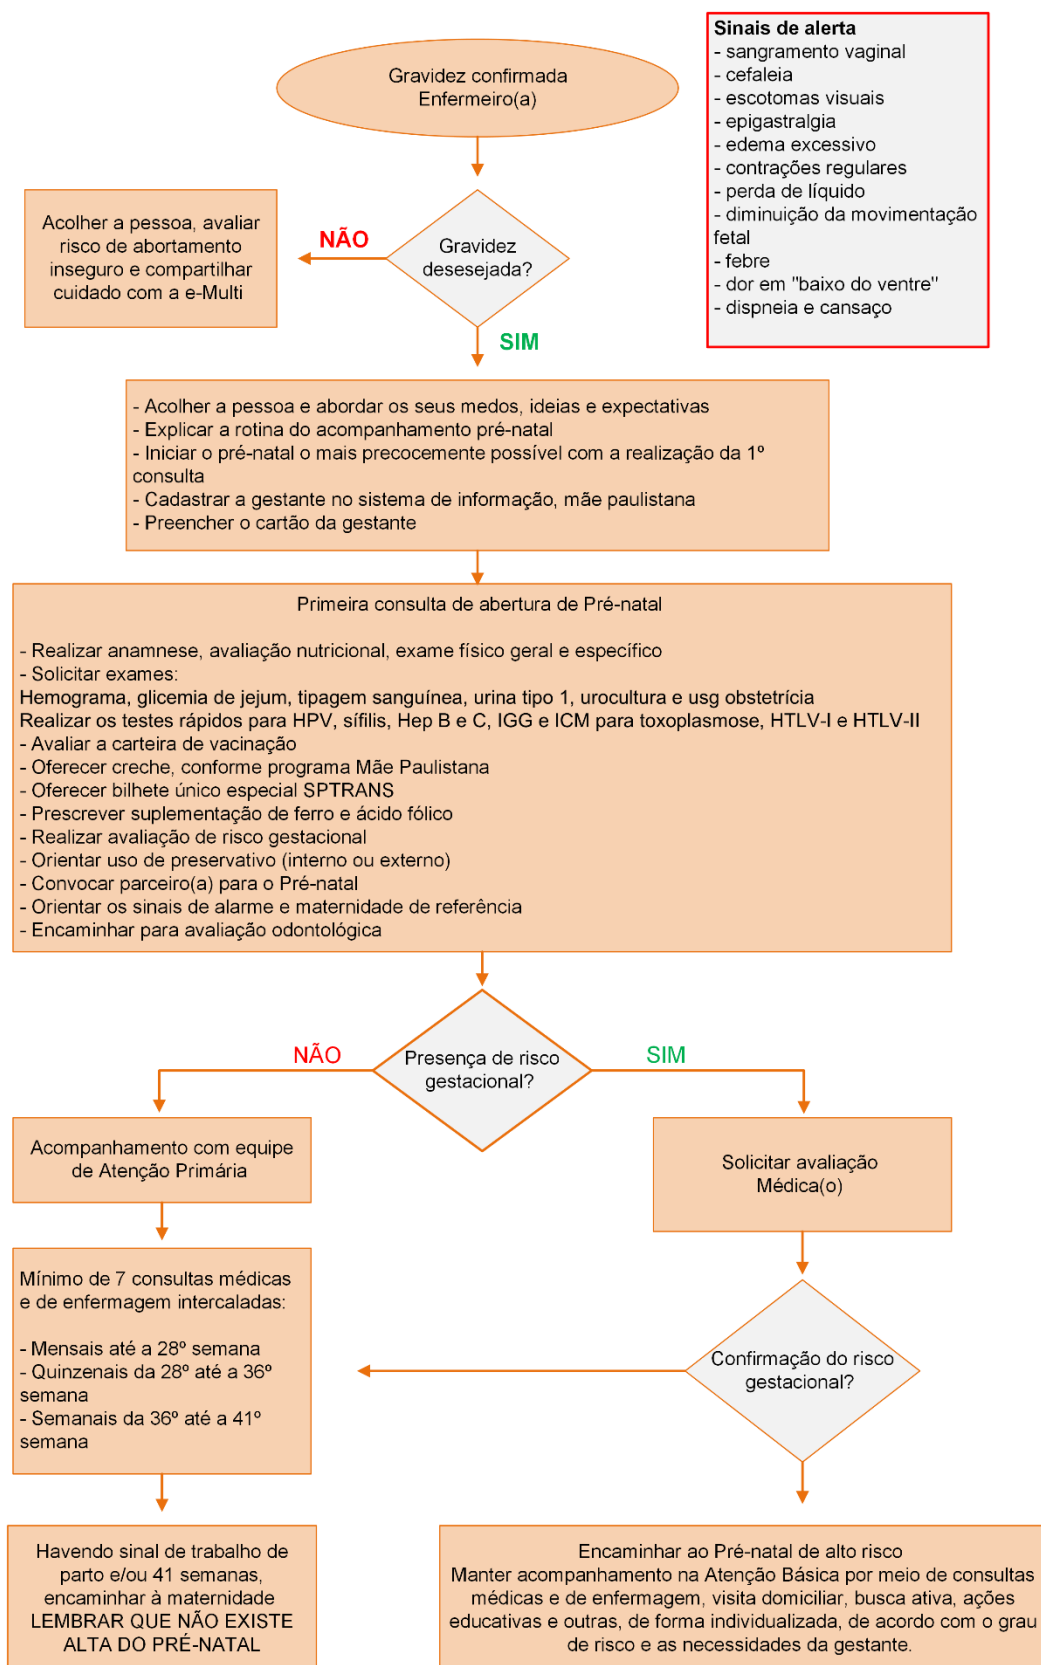 Gravidez confirmada
Enfermeiro(a)
Sinais de alerta
- sangramento vaginal
- cefaleia
- escotomas visuais
- epigastralgia
- edema excessivo
- contrações regulares
- perda de líquido
- diminuição da movimentação
fetal
- febre
- dor em "baixo do ventre"
- dispneia e cansaço
Gravidez
desesejada?
NÃO
Acolher a pessoa, avaliar
risco de abortamento
inseguro e compartilhar
cuidado com a e-Multi
SIM
- Acolher a pessoa e abordar os seus medos, ideias e expectativas
- Explicar a rotina do acompanhamento pré-natal
- Iniciar o pré-natal o mais precocemente possível com a realização da 1º
consulta
- Cadastrar a gestante no sistema de informação, mãe paulistana
- Preencher o cartão da gestante
Primeira consulta de abertura de Pré-natal
- Realizar anamnese, avaliação nutricional, exame físico geral e específico
- Solicitar exames:
Hemograma, glicemia de jejum, tipagem sanguínea, urina tipo 1, urocultura e usg obstetrícia
Realizar os testes rápidos para HPV, sífilis, Hep B e C, IGG e ICM para toxoplasmose, HTLV-I e HTLV-II
- Avaliar a carteira de vacinação
- Oferecer creche, conforme programa Mãe Paulistana
- Oferecer bilhete único especial SPTRANS
- Prescrever suplementação de ferro e ácido fólico
- Realizar avaliação de risco gestacional
- Orientar uso de preservativo (interno ou externo)
- Convocar parceiro(a) para o Pré-natal
- Orientar os sinais de alarme e maternidade de referência
- Encaminhar para avaliação odontológica
Presença de risco
gestacional?
NÃO
SIM
Acompanhamento com equipe
de Atenção Primária
Solicitar avaliação
Médica(o)
Mínimo de 7 consultas médicas
e de enfermagem intercaladas:
- Mensais até a 28º semana
- Quinzenais da 28º até a 36º
semana
- Semanais da 36º até a 41º
semana
Confirmação do risco
gestacional?
Havendo sinal de trabalho de
parto e/ou 41 semanas,
encaminhar à maternidade
LEMBRAR QUE NÃO EXISTE
ALTA DO PRÉ-NATAL
Encaminhar ao Pré-natal de alto risco
Manter acompanhamento na Atenção Básica por meio de consultas
médicas e de enfermagem, visita domiciliar, busca ativa, ações
educativas e outras, de forma individualizada, de acordo com o grau
de risco e as necessidades da gestante.